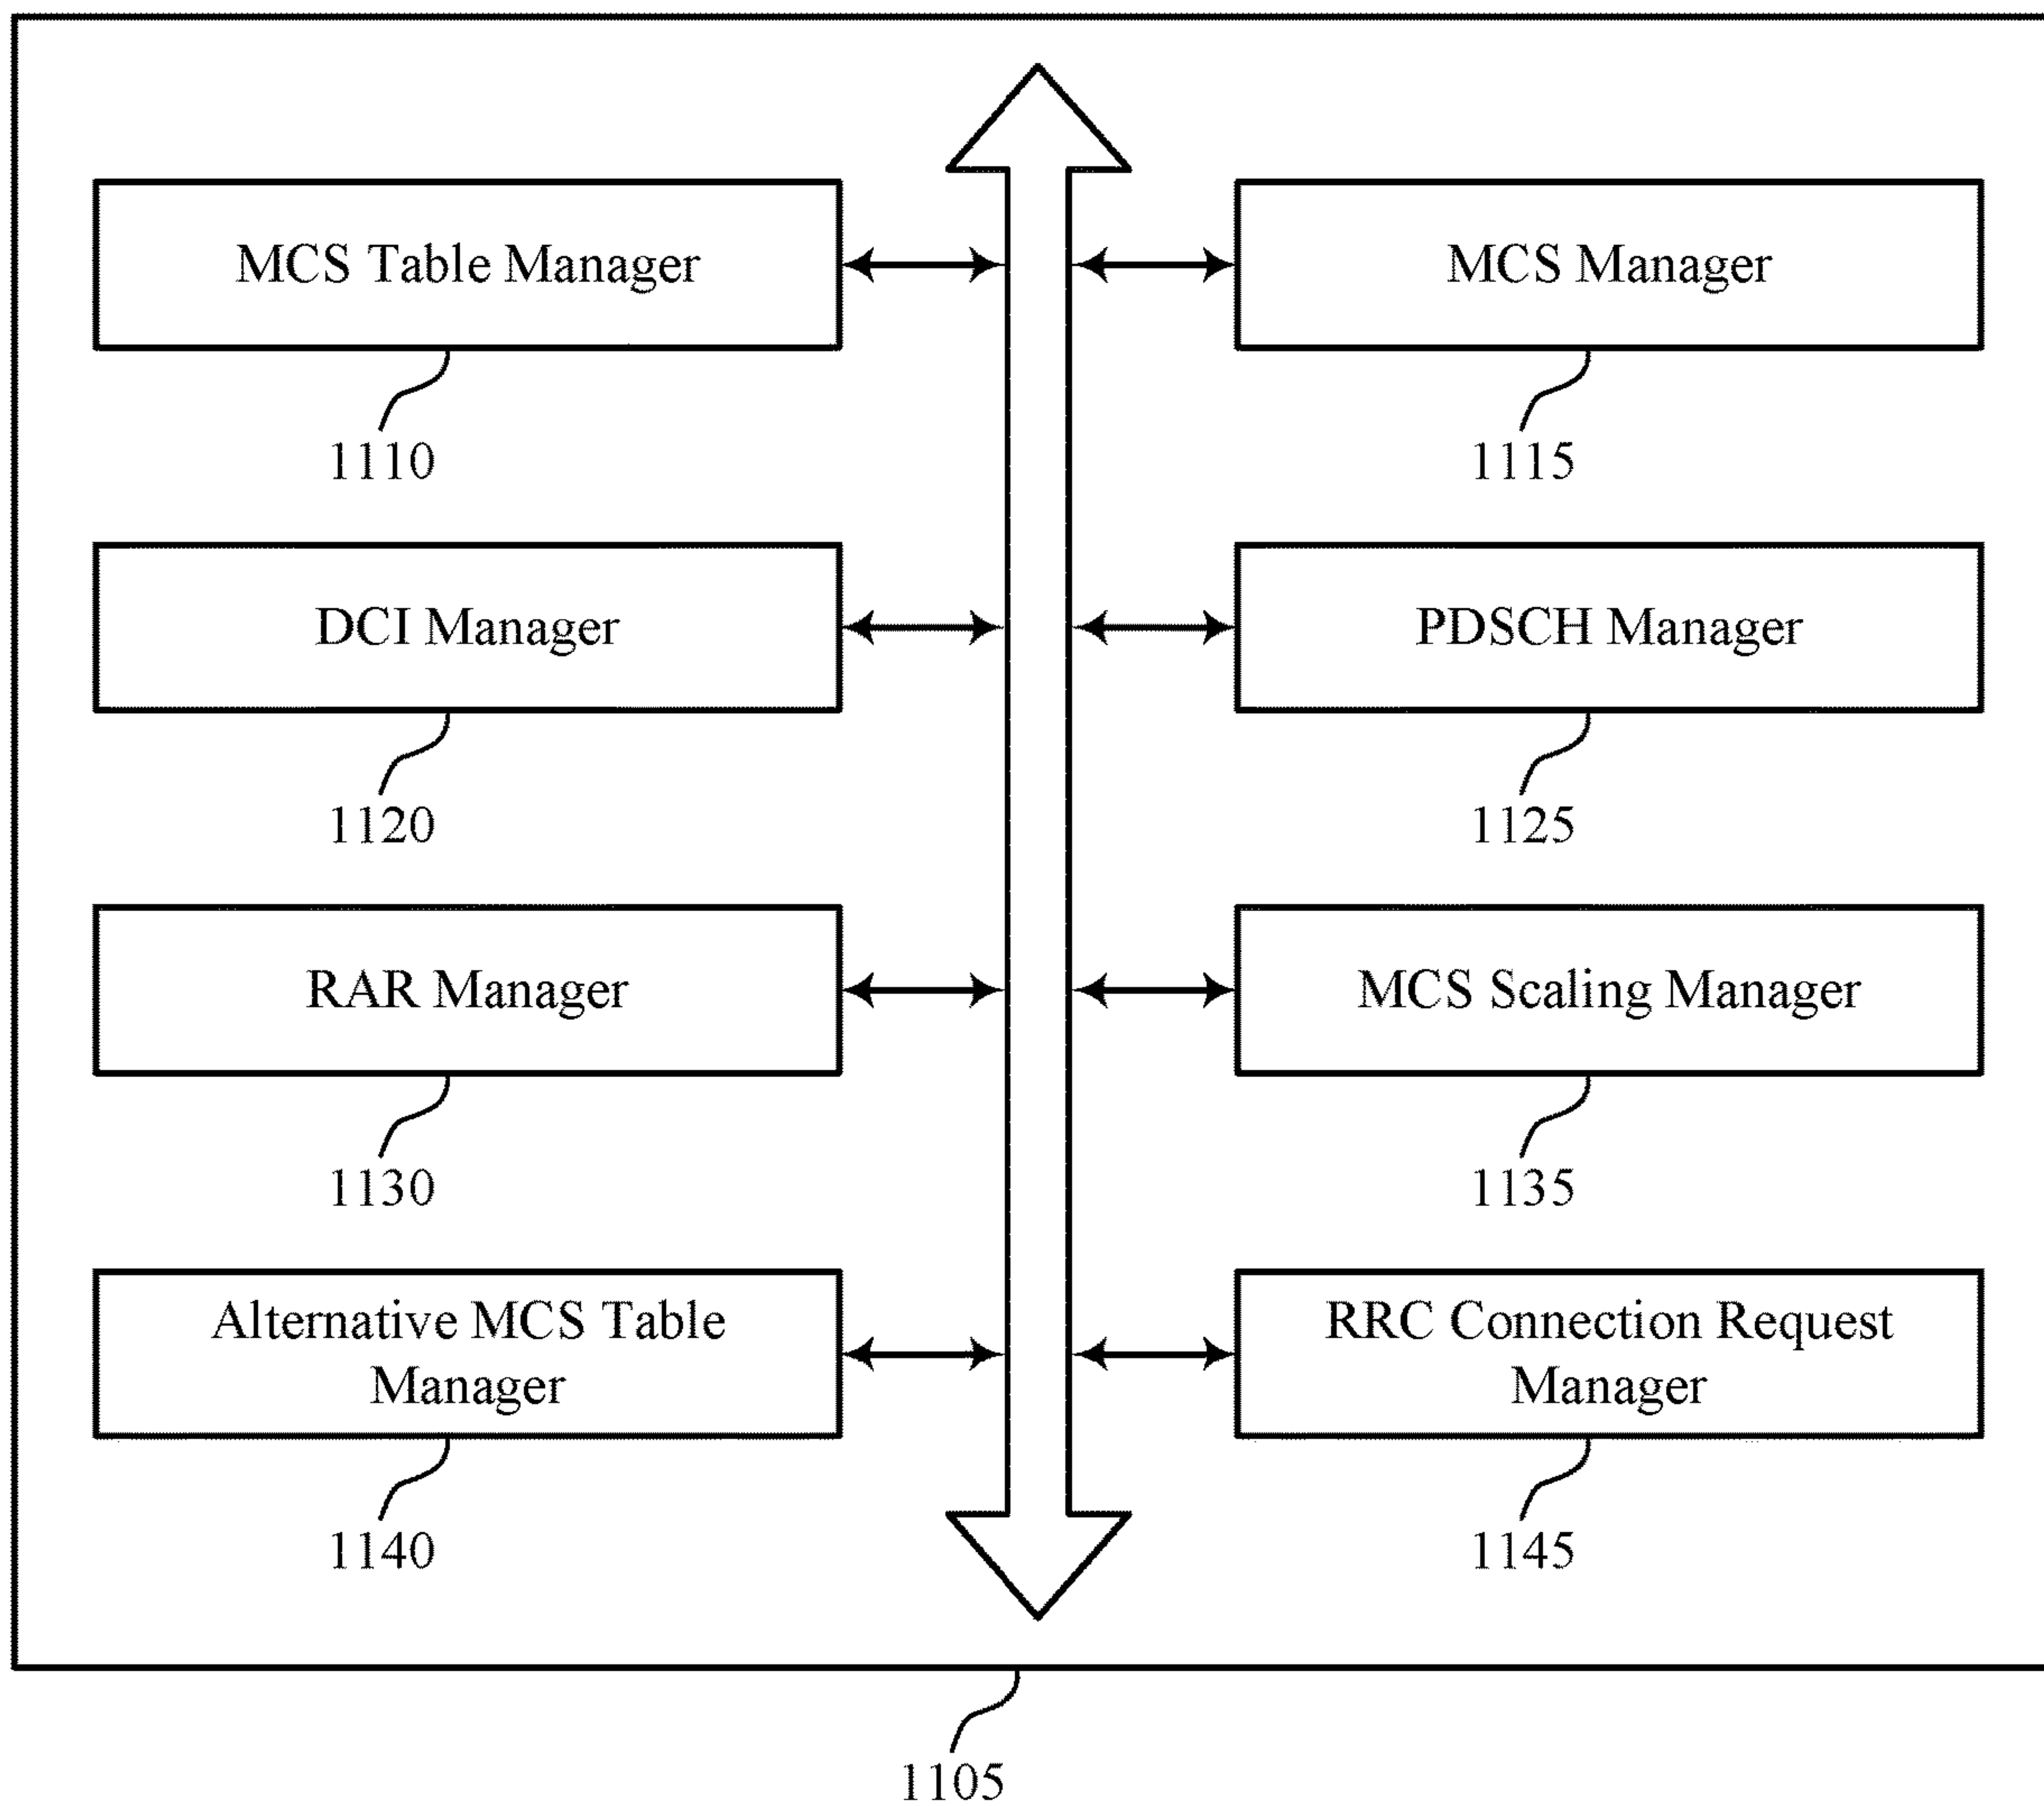 MCS Table Manager
MCS Manager
1110
1115
DCI Manager
PDSCH Manager
1120
1125
RAR Manager
MCS Scaling Manager
1130
1135
Alternative MCS Table
Manager
RRC Connection Request
Manager
1140
1145
1105